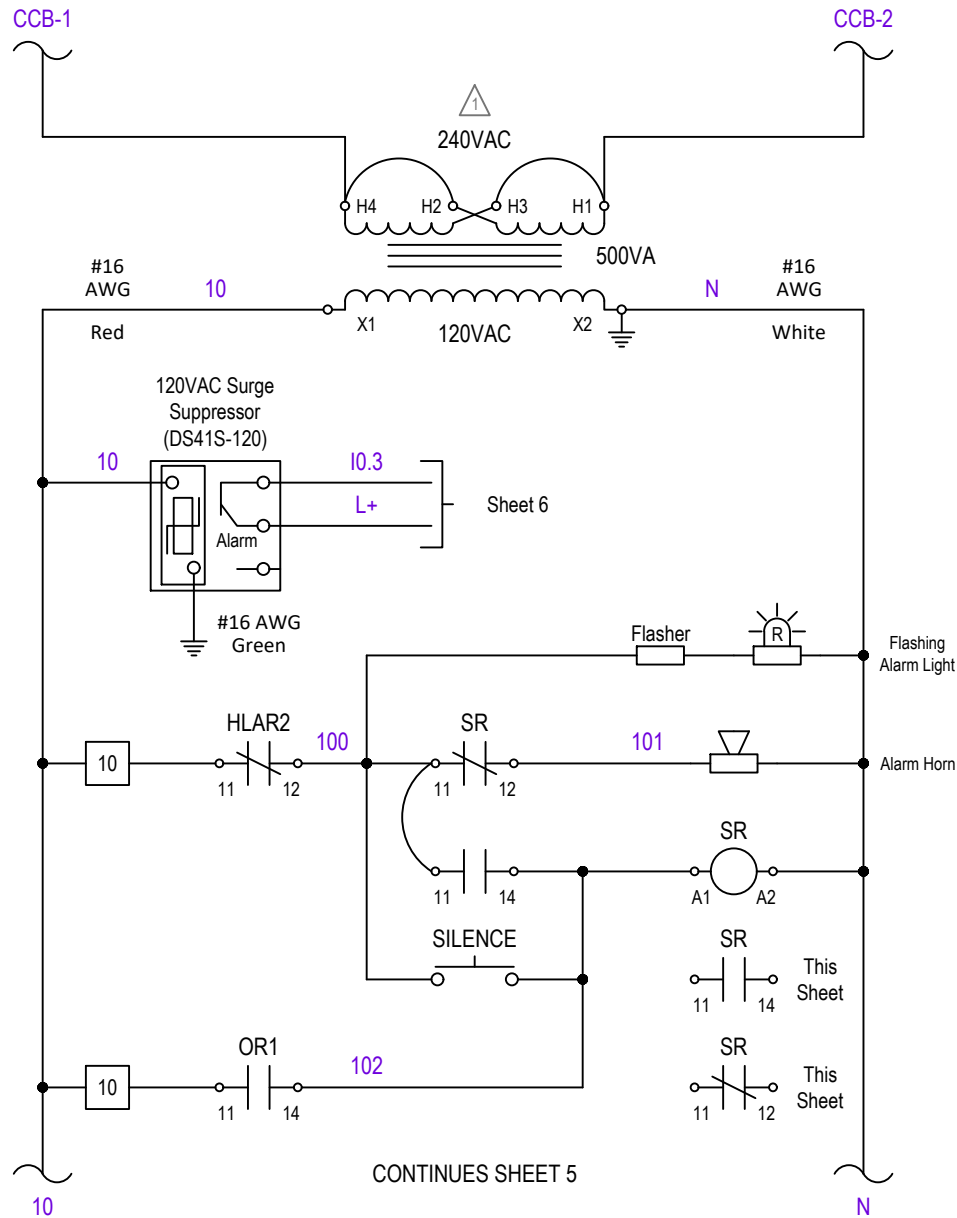 CCB-1
CCB-2
1
240VAC
H4
H2
H3
H1
500VA
#16
AWG
10
N
#16
AWG
Red
X1
120VAC
X2
White
120VAC Surge
Suppressor
(DS41S-120)
10
I0.3
L+
Alarm
Sheet 6
#16 AWG
Green
Flasher
R
Flashing
Alarm Light
HLAR2
100
SR
101
10
11
12
11
12
Alarm Horn
SR
11
14
A1
A2
SILENCE
SR
11
14
This
Sheet
OR1
102
10
11
14
SR
11
12
This
Sheet
CONTINUES SHEET 5
10
N